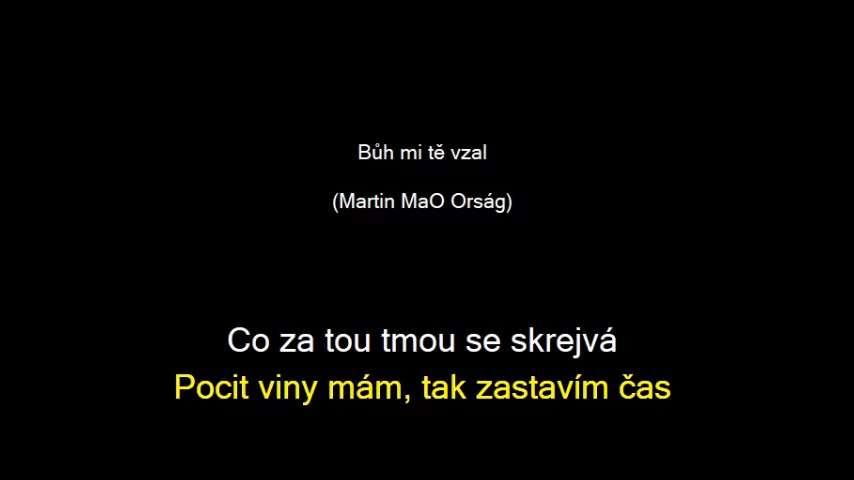 Bůh mi tě vzal
(Martin MaO Orság)
Co za tou tmou se skrejvá
Pocit viny mám, tak zastavím čas